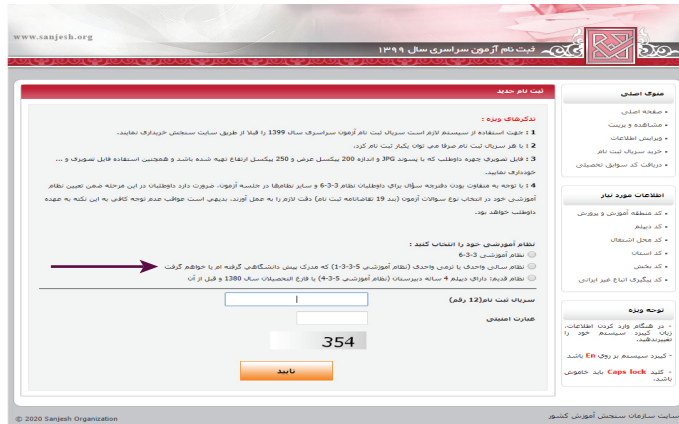 www.sanjesh.org
ثبت نام آزمون سراسری سال ۱۳۹۹
منوی اصلی
• صفحه اصلی
• مشاهده و پرینت
• ویرایش اطلاعات
• خرید سریال ثبت نام
• دریافت کد سوابق تحصیلی
اطلاعات مورد نیاز
• کد منطقه آموزش و پرورش
• کد دیپلم
• کد محل اشتغال
• کد استان
• کد بخش
• کد پیگیری اتباع غیر ایرانی
توجه ویژه
- در هنگام وارد کردن اطلاعات،
زبان کیبرد سیستم خود را
تغییرندهید.
- کیبرد سیستم بر روی En باشد
- کلید Caps lock باید خاموش
باشد.
ثبت نام جدید
تذکرهای ویژه :
1 : جهت استفاده از سیستم لازم است سریال ثبت نام آزمون سراسری سال 1399 را قبلا از طریق سایت سنجش خریداری نمایند.
2 : با هر سریال ثبت نام صرفا می توان یکبار ثبت نام کرد.
3 : فایل تصویری چهره داوطلب که با پسوند JPG و اندازه 200 پیکسل عرض و 250 پیکسل ارتفاع تهیه شده باشد و همچنین استفاده فایل تصویری و ...
خودداری نمایید.
4 : با توجه به متفاوت بودن دفترچه سؤال برای داوطلبان نظام 3-3-6 و سایر نظامها در جلسه آزمون، ضرورت دارد داوطلبان در این مرحله ضمن تعیین نظام
آموزشی خود در انتخاب نوع سوالات آزمون (بند 19 تقاضانامه ثبت نام) دقت لازم را به عمل آورند. بدیهی است عواقب عدم توجه کافی به این نکته به عهده
داوطلب خواهد بود.
نظام آموزشی خود را انتخاب کنید :
نظام آموزشی 3-3-6
نظام سالی واحدی یا ترمی واحدی (نظام آموزشی 5-3-3-1) که مدرک پیش دانشگاهی گرفته ام یا خواهم گرفت
نظام قدیم: دارای دیپلم 4 ساله دبیرستان (نظام آموزشی 5-3-4) یا فارغ التحصیلان سال 1380 و قبل از آن
سریال ثبت نام(12 رقم)
عبارت امنیتی
354
تایید
© 2020 Sanjesh Organization
سایت سازمان سنجش آموزش کشور